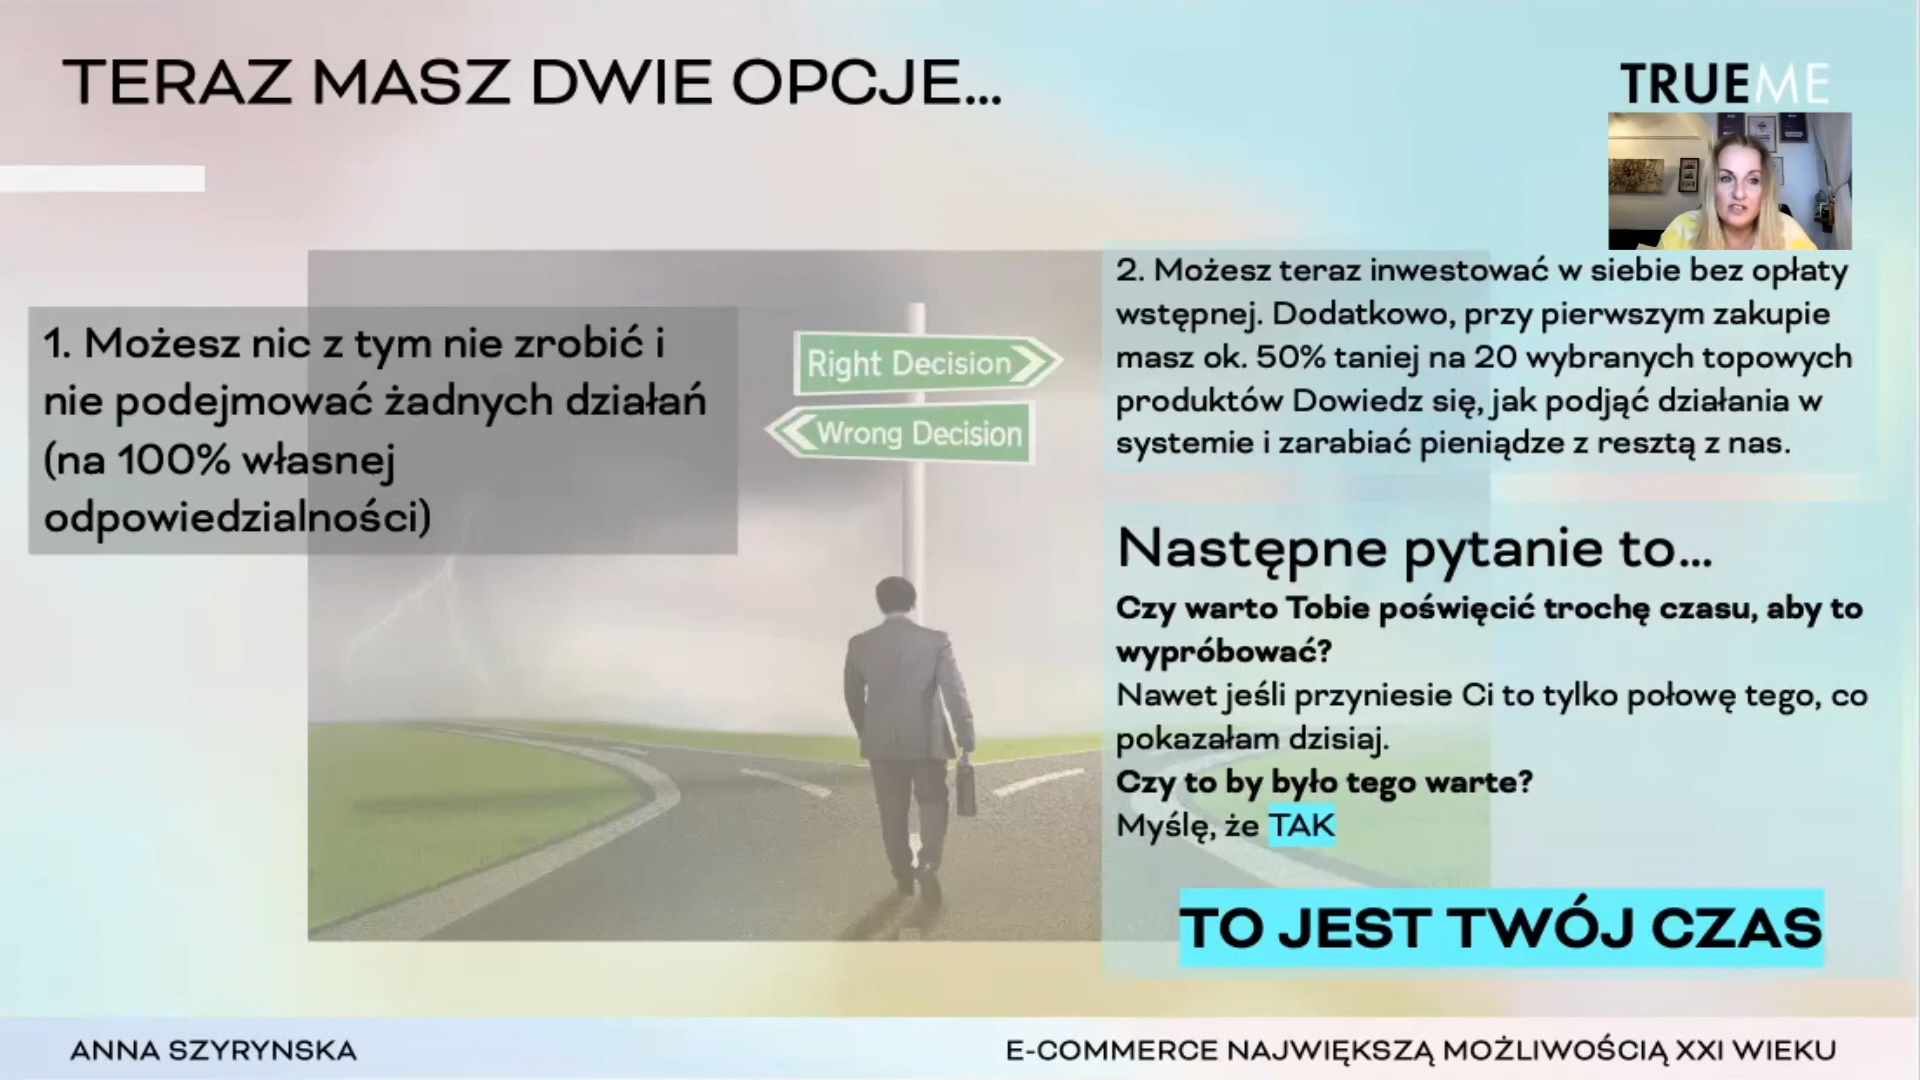 TERAZ MASZ DWIE OPCJE...
TRUEME
1. Możesz nic z tym nie zrobić i
nie podejmować żadnych działań
(na 100% własnej
odpowiedzialności)
Right Decision
Wrong Decision
2. Możesz teraz inwestować w siebie bez opłaty
wstępnej. Dodatkowo, przy pierwszym zakupie
masz ok. 50% taniej na 20 wybranych topowych
produktów Dowiedz się, jak podjąć działania w
systemie i zarabiać pieniądze z resztą z nas.
Następne pytanie to...
Czy warto Tobie poświęcić trochę czasu, aby to
wypróbować?
Nawet jeśli przyniesie Ci to tylko połowę tego, co
pokazałam dzisiaj.
Czy to by było tego warte?
Myślę, że TAK
TO JEST TWÓJ CZAS
ANNA SZYRYNSKA
E-COMMERCE NAJWIĘKSZĄ MOŻLIWOŚCIĄ XXI WIEKU